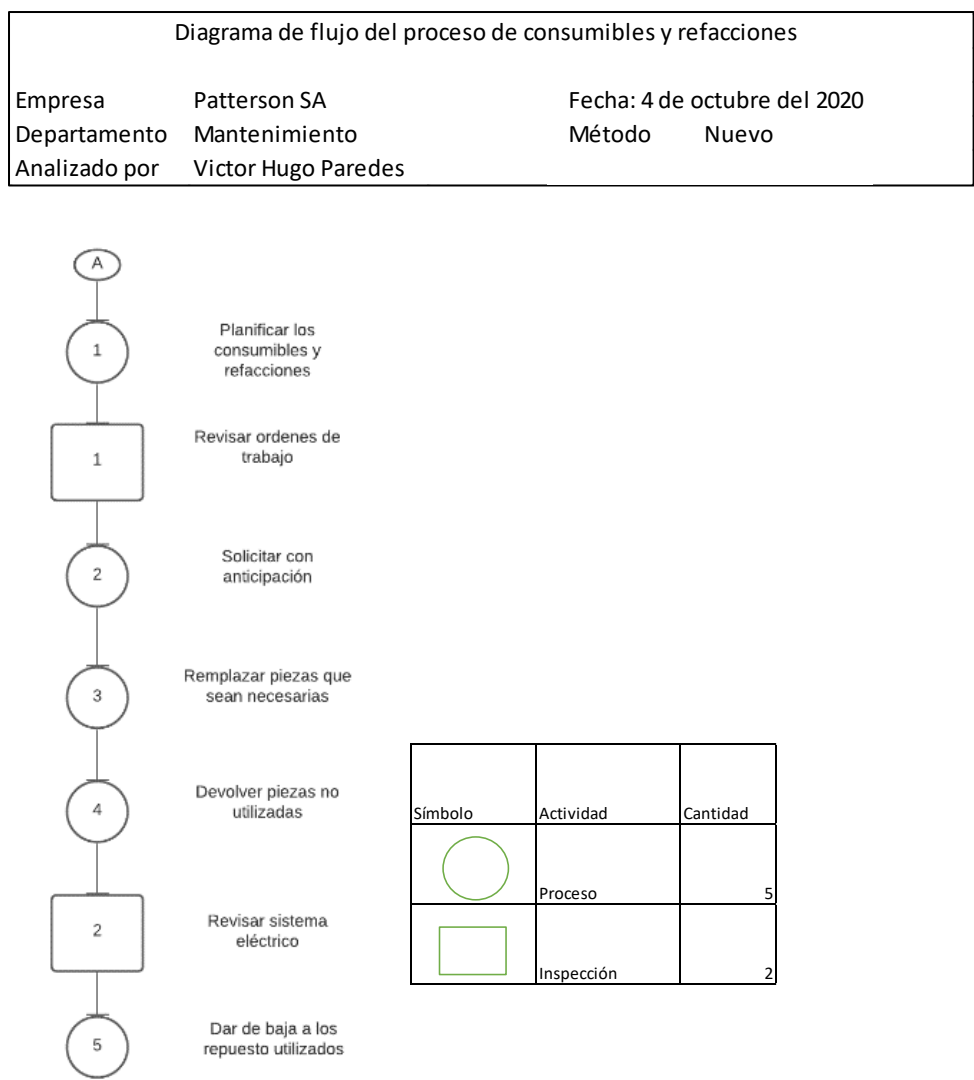 Diagrama de flujo del proceso de consumibles y refacciones
Empresa Patterson SA Fecha: 4 de octubre del 2020
Departamento Mantenimiento Método Nuevo
Analizado por Victor Hugo Paredes
A
1
Planificar los
consumibles y
refacciones
1
Revisar ordenes de
trabajo
2
Solicitar con
anticipación
3
Remplazar piezas que
sean necesarias
4
Devolver piezas no
utilizadas
2
Revisar sistema
eléctrico
5
Dar de baja a los
repuesto utilizados
Símbolo Actividad Cantidad
Proceso 5
Inspección 2